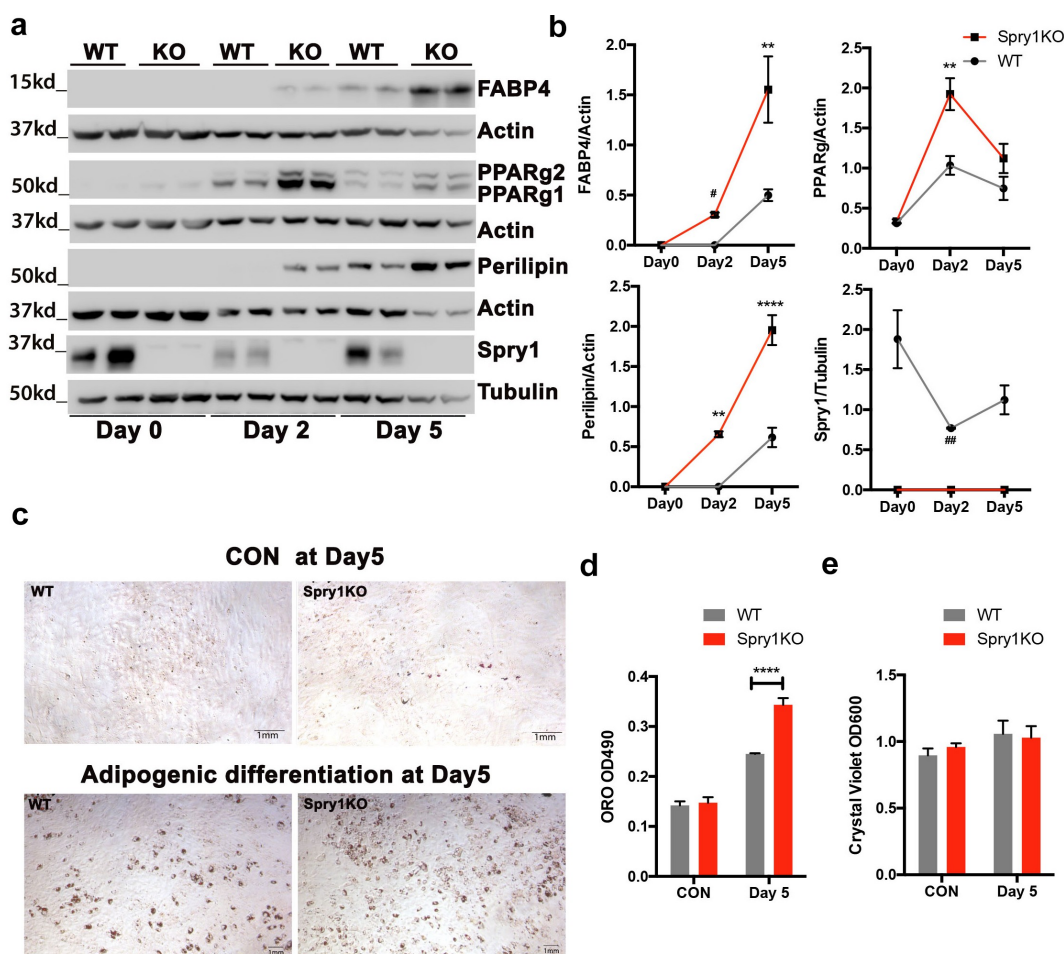 a
WT KO WT KO WT KO
15kd_ FABP4
37kd_ Actin
PPARg2
50kd_ PPARg1
37kd_ Actin
Perilipin
50kd_
37kd_ Actin
37kd_ Spry1
50kd_ Tubulin
Day 0 Day 2 Day 5
b
Spry1KO
WT
FABP4/Actin
2.0
1.5
1.0
0.5
0.0
#
**
Day0 Day2 Day5
PPARg/Actin
2.5
2.0
1.5
1.0
0.5
0.0
**
Day0 Day2 Day5
Perilipin/Actin
2.5
2.0
1.5
1.0
0.5
0.0
**
****
Day0 Day2 Day5
Spry1/Tubulin
2.5
2.0
1.5
1.0
0.5
0.0
##
Day0 Day2 Day5
c
CON at Day5
WT
1mm
Spry1KO
1mm
Adipogenic differentiation at Day5
WT
1mm
Spry1KO
1mm
d
WT
Spry1KO
ORO OD490
0.4
0.3
0.2
0.1
0.0
****
CON Day 5
e
WT
Spry1KO
Crystal Violet OD600
1.5
1.0
0.5
0.0
CON Day 5